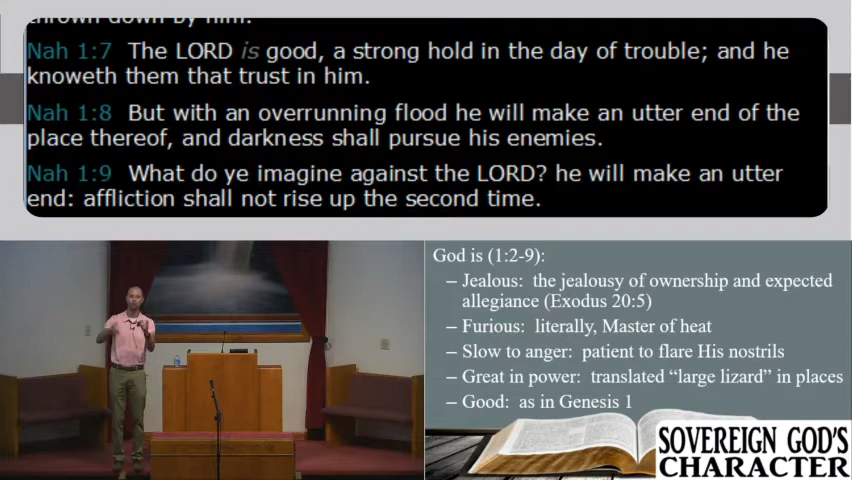 thrown down by him.
Nah 1:7 The LORD is good, a strong hold in the day of trouble; and he
knoweth them that trust in him.
Nah 1:8 But with an overrunning flood he will make an utter end of the
place thereof, and darkness shall pursue his enemies.
Nah 1:9 What do ye imagine against the LORD? he will make an utter
end: affliction shall not rise up the second time.
God is (1:2-9):
– Jealous: the jealousy of ownership and expected
allegiance (Exodus 20:5)
– Furious: literally, Master of heat
– Slow to anger: patient to flare His nostrils
– Great in power: translated “large lizard” in places
– Good: as in Genesis 1
SOVEREIGN GOD'S
CHARACTER